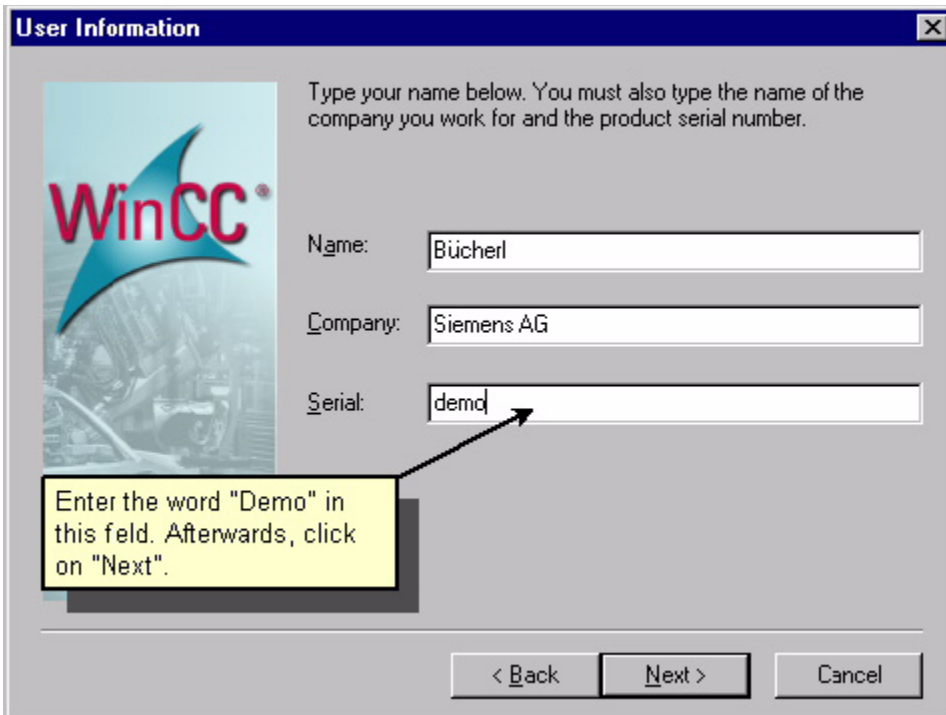 User Information
Type your name below. You must also type the name of the
company you work for and the product serial number.
WinCC®
Name:
Bücherl
Company:
Siemens AG
Serial:
demo
Enter the word "Demo" in
this feld. Afterwards, click
on "Next".
< Back
Next >
Cancel